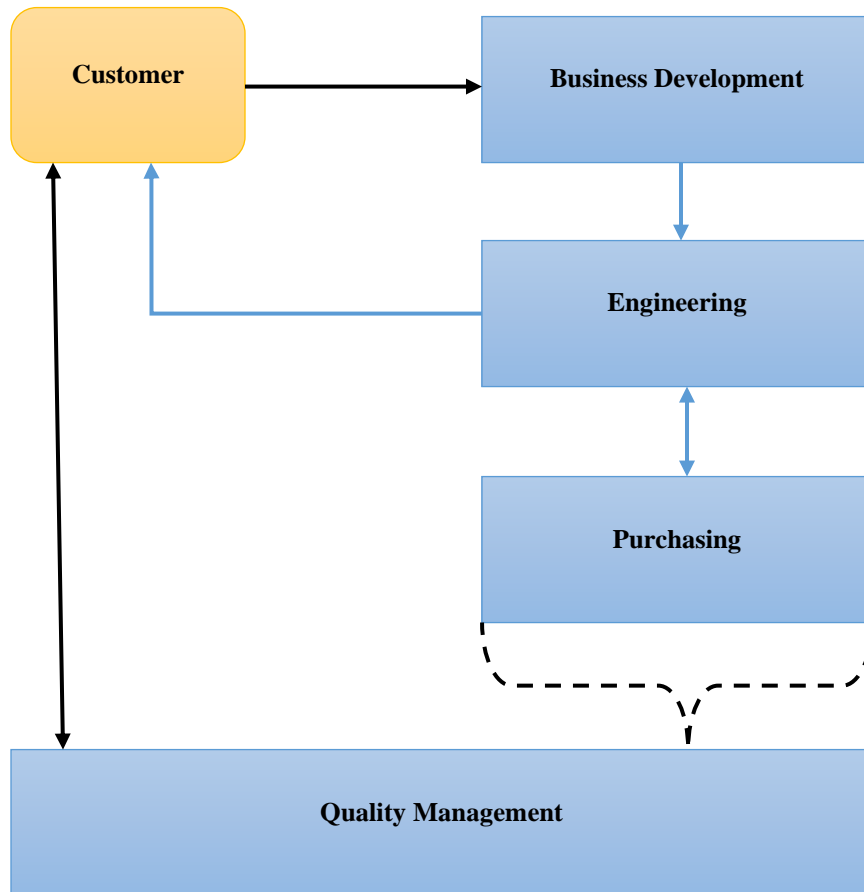 Customer
Business Development
Engineering
Purchasing
Quality Management